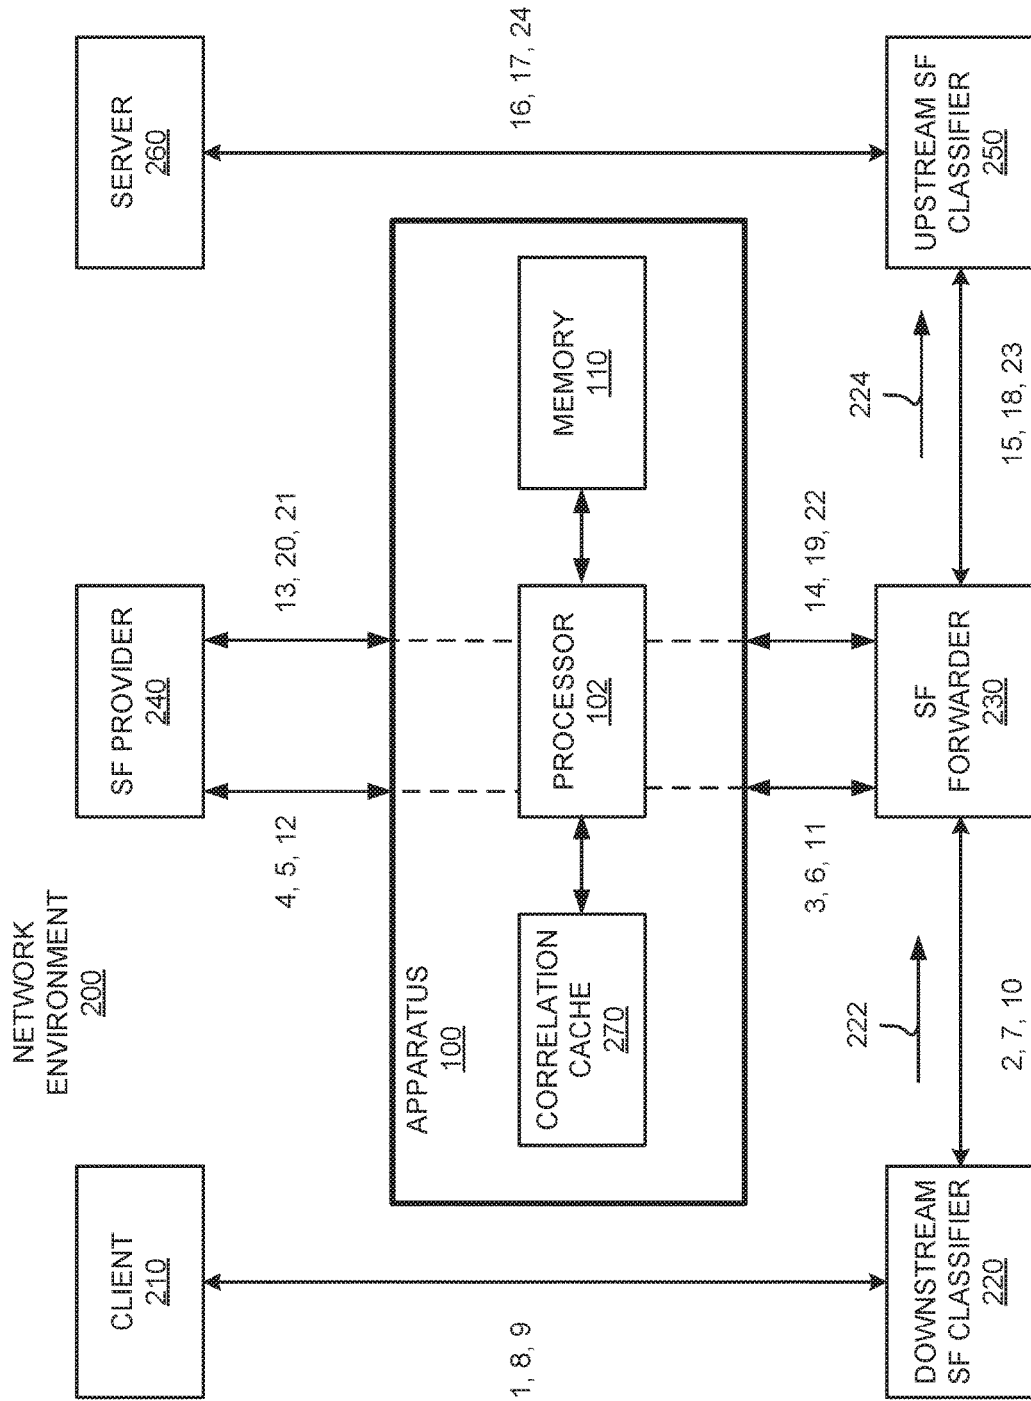 NETWORK
ENVIRONMENT
200
CLIENT
210
SF PROVIDER
240
SERVER
260
1, 8, 9
4, 5, 12
13, 20, 21
16, 17, 24
APPARATUS
100
CORRELATION
CACHE
270
PROCESSOR
102
MEMORY
110
3, 6, 11
14, 19, 22
222
224
2, 7, 10
15, 18, 23
DOWNSTREAM
SF CLASSIFIER
220
SF
FORWARDER
230
UPSTREAM SF
CLASSIFIER
250